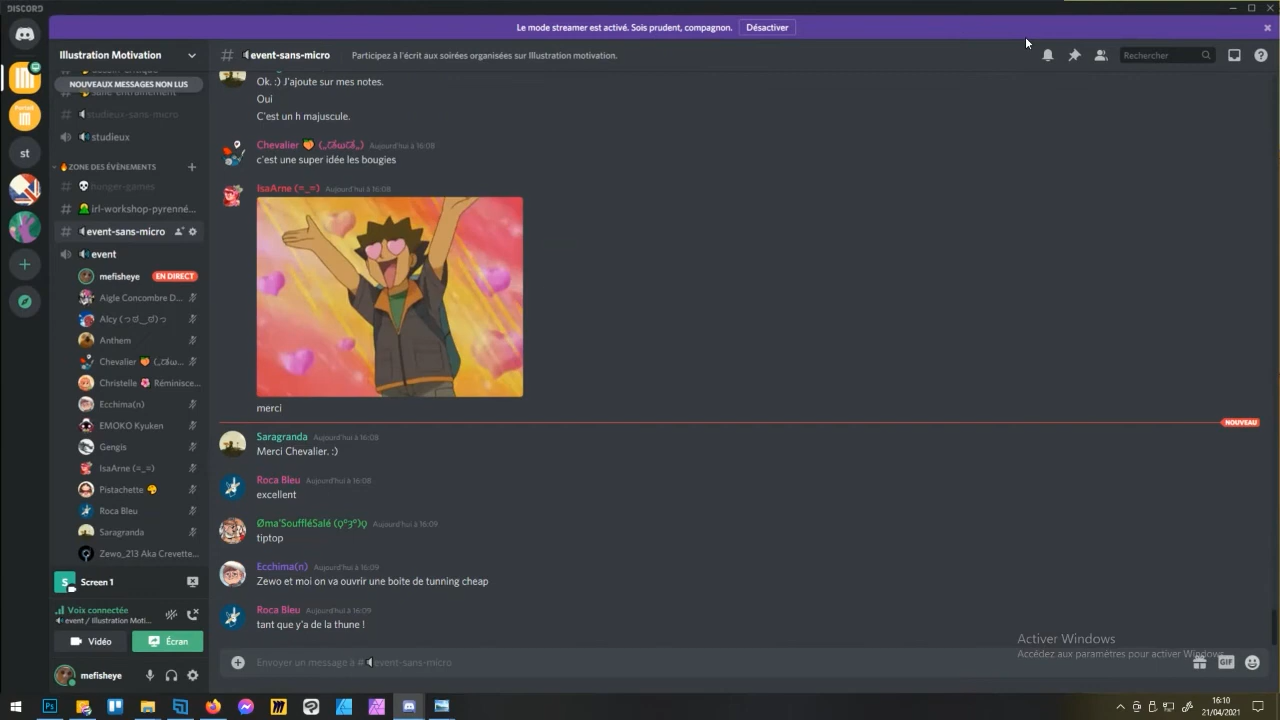 DISCORD
Le mode streamer est activé. Sois prudent, compagnon.
Désactiver
Illustration Motivation
event-sans-micro
Participez à l'écrit aux soirées organisées sur Illustration motivation.
Rechercher
NOUVEAUX MESSAGES NON LUS
studieux-sans-micro
studieux
ZONE DES ÉVÈNEMENTS
hunger-games
irl-workshop-pyrenné...
event-sans-micro
event
mefisheye
EN DIRECT
Aigle Concombre D...
Alcy
Anthem
Chevalier
Christelle 🌸 Réminisce...
Ecchima(n)
EMOKO Kyuken
Gengis
IsaArne (=_=)
Pistachette
Roca Bleu
Saragranda
Zewo_213 Aka Crevette...
S
Screen 1
Voix connectée
event / Illustration Moti...
Vidéo
Écran
mefisheye
IM
Parfait
IM
st
Ok. :) J'ajoute sur mes notes.
Oui
C'est un h majuscule.
Chevalier 🍑 Aujourd'hui à 16:08
c'est une super idée les bougies
IsaArne (=_=) Aujourd'hui à 16:08
merci
NOUVEAU
Saragranda Aujourd'hui à 16:08
Merci Chevalier. :)
Roca Bleu Aujourd'hui à 16:08
excellent
Øma'SouffléSalé Aujourd'hui à 16:09
tiptop
Ecchima(n) Aujourd'hui à 16:09
Zewo et moi on va ouvrir une boite de tunning cheap
Roca Bleu Aujourd'hui à 16:09
tant que y'a de la thune !
Envoyer un message à # event-sans-micro
GIF
Activer Windows
Accédez aux paramètres pour activer Windows.
Ps
16:10
21/04/2021